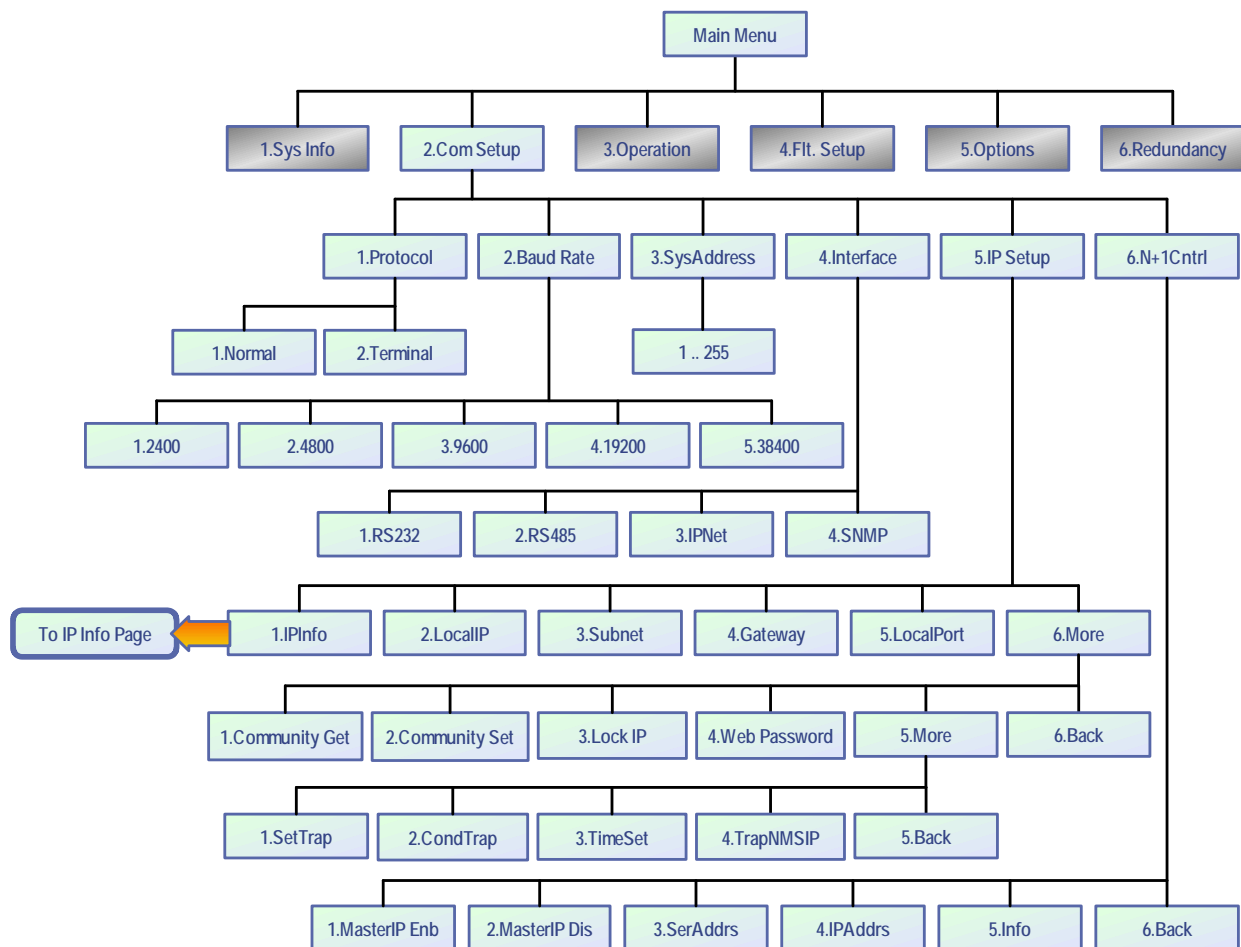 Main Menu
1.Sys Info
2.Com Setup
3.Operation
4.Flt. Setup
5.Options
6.Redundancy
1.Protocol
2.Baud Rate
3.SysAddress
4.Interface
5.IP Setup
6.N+1Cntrl
1.Normal
2.Terminal
1 .. 255
1.2400
2.4800
3.9600
4.19200
5.38400
1.RS232
2.RS485
3.IPNet
4.SNMP
To IP Info Page
1.IPInfo
2.LocalIP
3.Subnet
4.Gateway
5.LocalPort
6.More
1.Community Get
2.Community Set
3.Lock IP
4.Web Password
5.More
6.Back
1.SetTrap
2.CondTrap
3.TimeSet
4.TrapNMSIP
5.Back
1.MasterIP Enb
2.MasterIP Dis
3.SerAddrs
4.IPAddrs
5.Info
6.Back